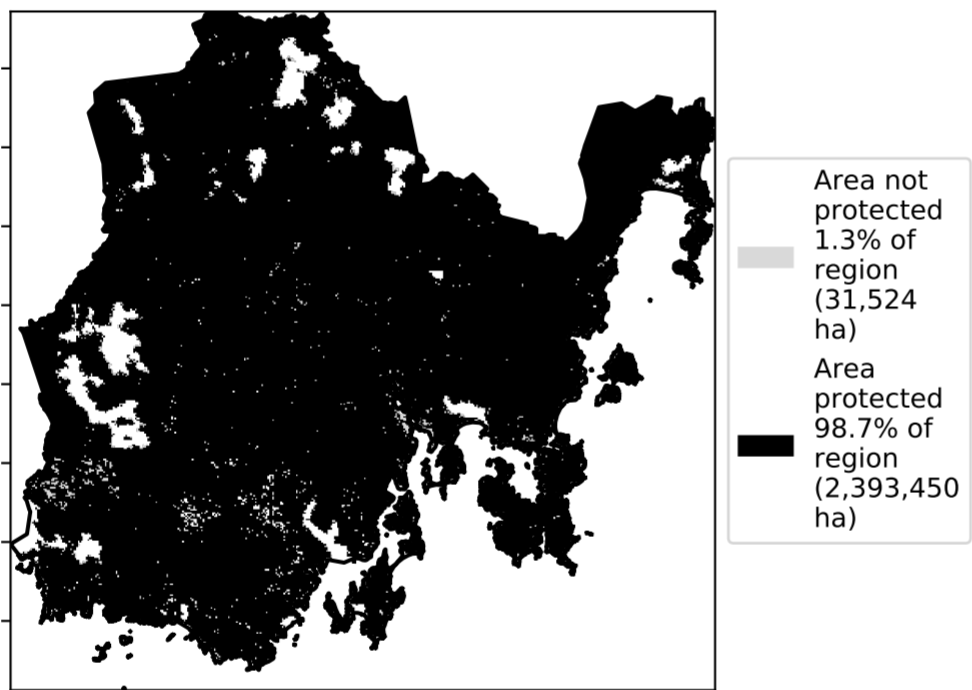 Area not
protected
1.3% of
region
(31,524
ha)
Area
protected
98.7% of
region
(2,393,450
ha)